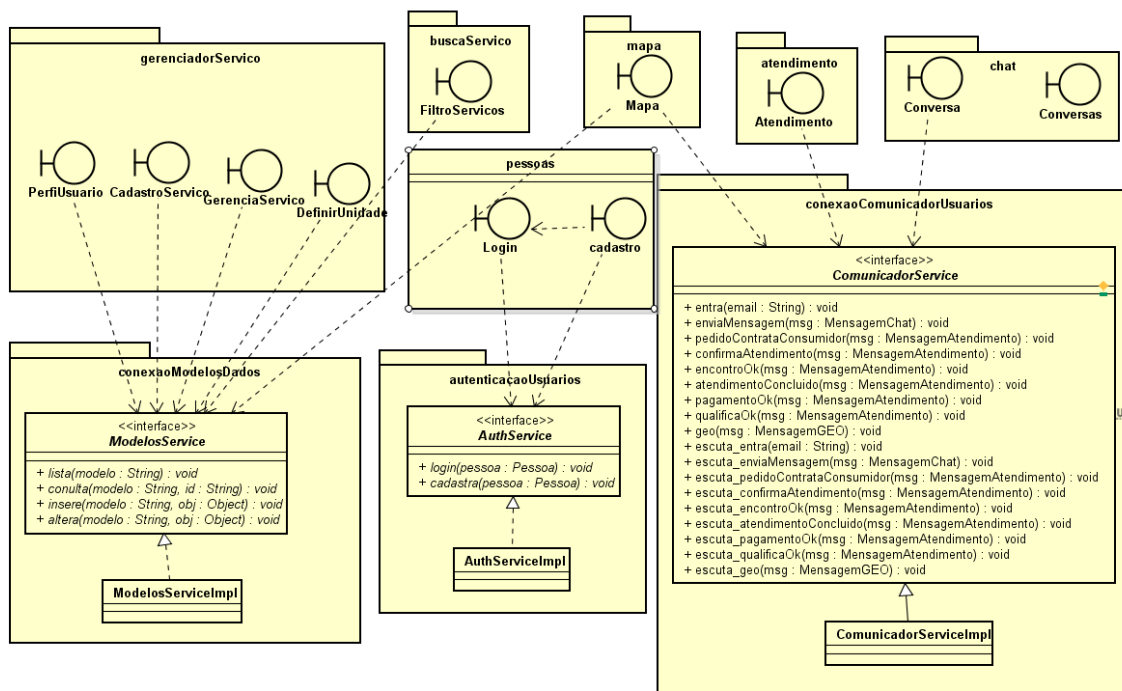 gerenciadorServico
PerfiUsuario
CadastroServico
GerenciaServico
DefinirUnidade
buscaServico
FiltroServicos
mapa
Mapa
atendimento
Atendimento
chat
Conversa
Conversas
pessoas
Login
cadastro
conexaoModelosDados
<<interface>>
ModelosService
+ lista(modelo : String) : void
+ conulta(modelo : String, id : String) : void
+ insere(modelo : String, obj : Object) : void
+ altera(modelo : String, obj : Object) : void
ModelosServiceImpl
autenticacaoUsuarios
<<interface>>
AuthService
+ login(pessoa : Pessoa) : void
+ cadastra(pessoa : Pessoa) : void
AuthServiceImpl
conexaoComunicadorUsuarios
<<interface>>
ComunicadorService
+ entra(email : String) : void
+ enviaMensagem(msg : MensagemChat) : void
+ pedidoContrataConsumidor(msg : MensagemAtendimento) : void
+ confirmaAtendimento(msg : MensagemAtendimento) : void
+ encontroOk(msg : MensagemAtendimento) : void
+ atendimentoConcluido(msg : MensagemAtendimento) : void
+ pagamentoOk(msg : MensagemAtendimento) : void
+ qualificaOk(msg : MensagemAtendimento) : void
+ geo(msg : MensagemGEO) : void
+ escuta_entra(email : String) : void
+ escuta_enviaMensagem(msg : MensagemChat) : void
+ escuta_pedidoContrataConsumidor(msg : MensagemAtendimento) : void
+ escuta_confirmaAtendimento(msg : MensagemAtendimento) : void
+ escuta_encontroOk(msg : MensagemAtendimento) : void
+ escuta_atendimentoConcluido(msg : MensagemAtendimento) : void
+ escuta_pagamentoOk(msg : MensagemAtendimento) : void
+ escuta_qualificaOk(msg : MensagemAtendimento) : void
+ escuta_geo(msg : MensagemGEO) : void
ComunicadorServiceImpl